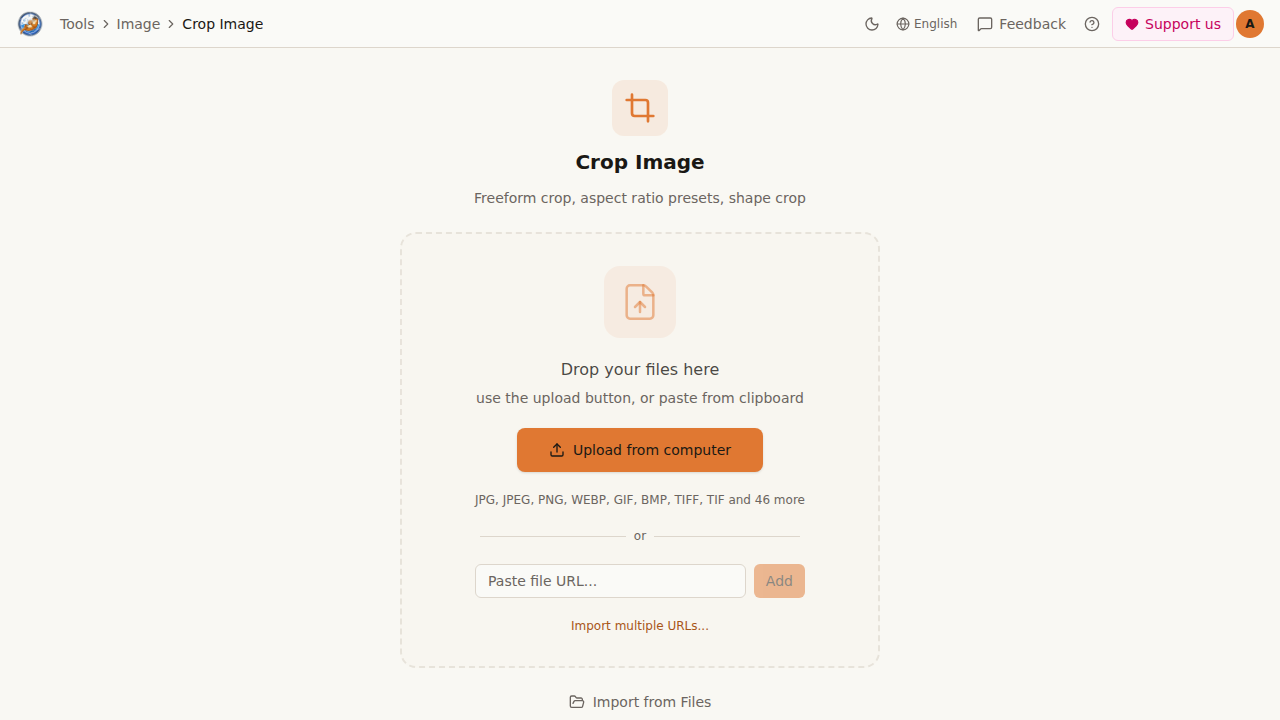 Tools Image Crop Image English Feedback Support us A
Crop Image
Freeform crop, aspect ratio presets, shape crop
Drop your files here
use the upload button, or paste from clipboard
Upload from computer
JPG, JPEG, PNG, WEBP, GIF, BMP, TIFF, TIF and 46 more
or
Paste file URL... Add
Import multiple URLs...
Import from Files